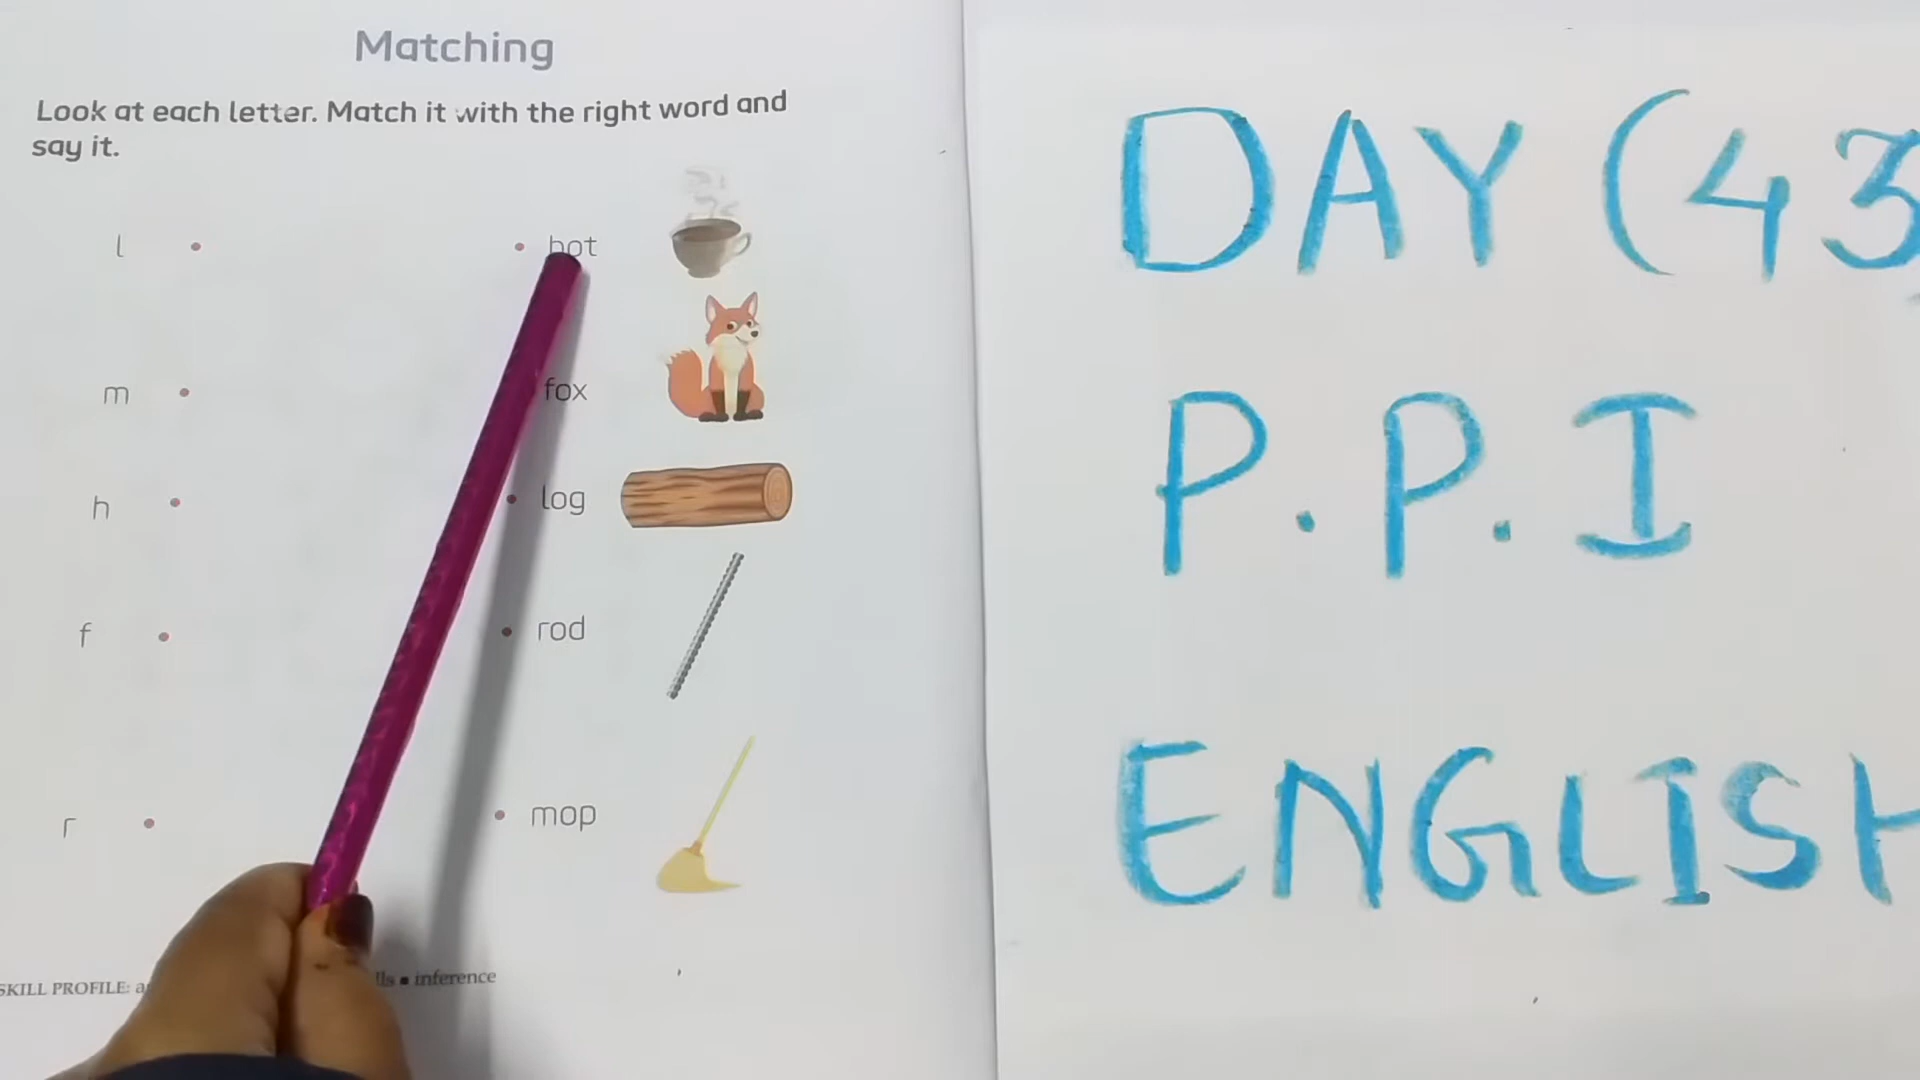 Matching
Look at each letter. Match it with the right word and
say it.
l hot
m fox
h log
f rod
r mop
SKILL PROFILE: ■ inference
DAY (43
P.P.I
ENGLISH